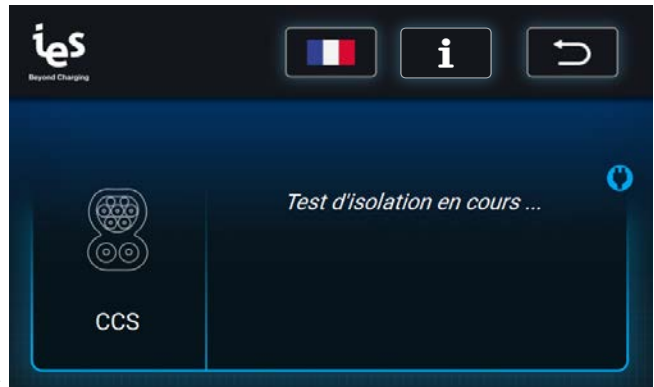 ies
Beyond Charging
i
Test d'isolation en cours ...
CCS